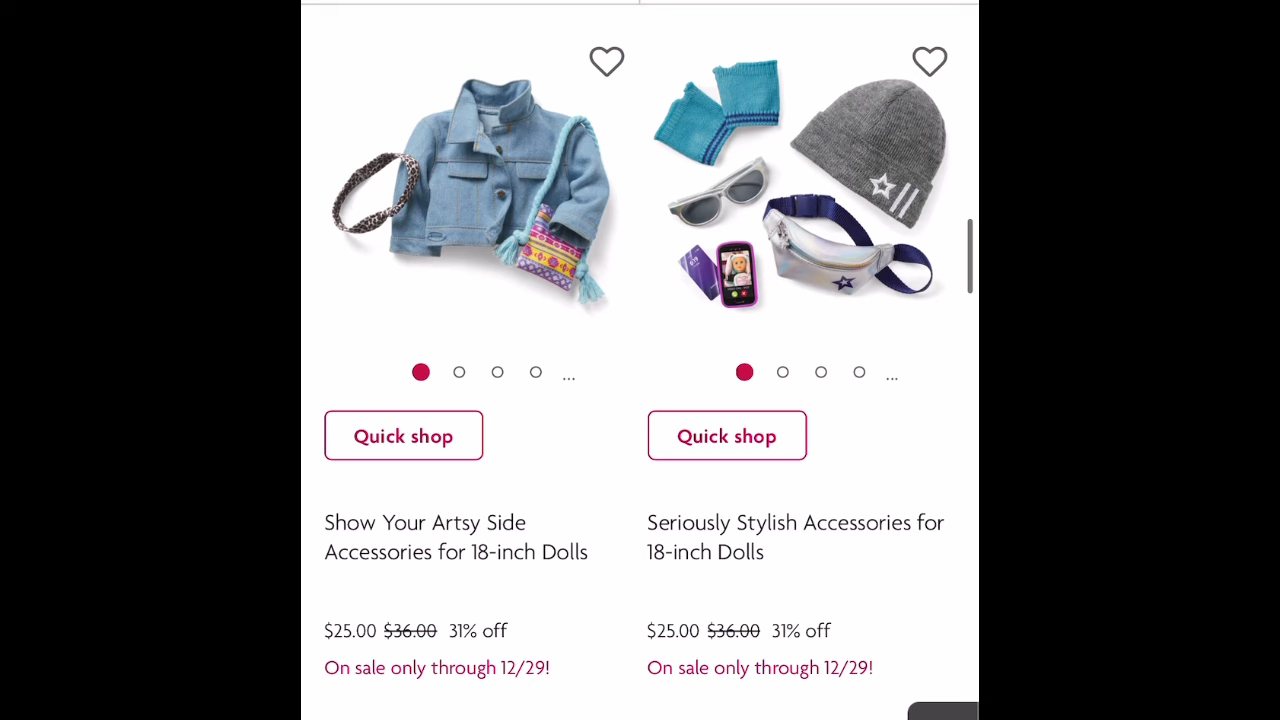 ...
...
Quick shop
Quick shop
Show Your Artsy Side
Accessories for 18-inch Dolls
Seriously Stylish Accessories for
18-inch Dolls
$25.00 $36.00 31% off
On sale only through 12/29!
$25.00 $36.00 31% off
On sale only through 12/29!